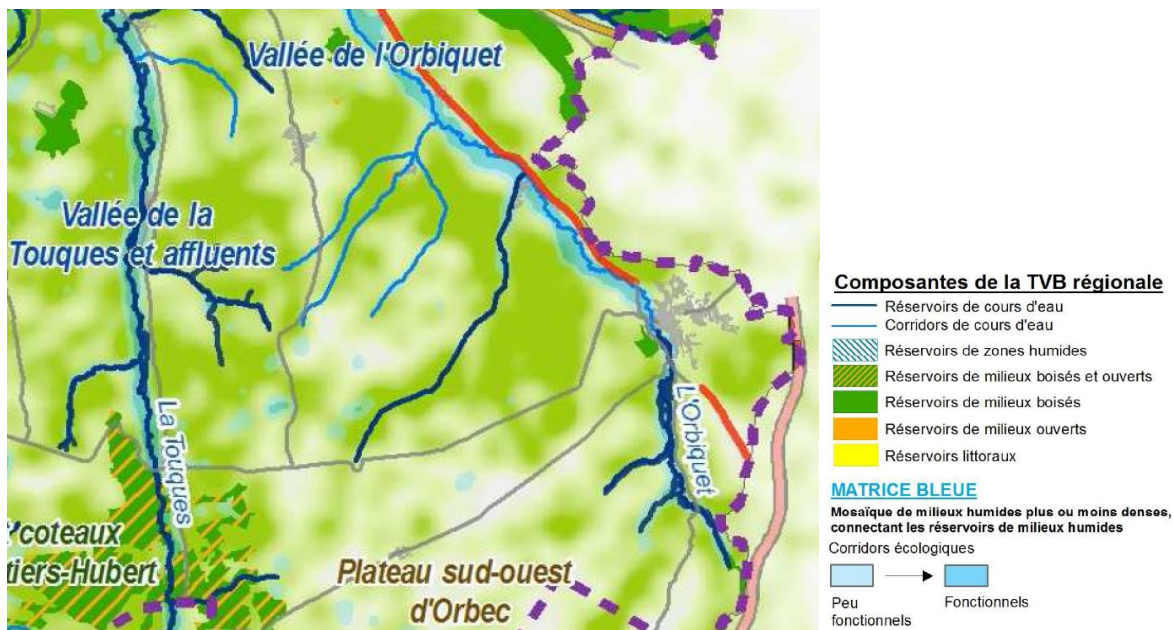 Vallée de l'Orbiquet
Vallée de la
Touques et affluents
La Touques
L'Orbiquet
coteaux
tiers-Hubert
Plateau sud-ouest
d'Orbec
Composantes de la TVB régionale
Réservoirs de cours d'eau
Corridors de cours d'eau
Réservoirs de zones humides
Réservoirs de milieux boisés et ouverts
Réservoirs de milieux boisés
Réservoirs de milieux ouverts
Réservoirs littoraux
MATRICE BLEUE
Mosaïque de milieux humides plus ou moins denses,
connectant les réservoirs de milieux humides
Corridors écologiques
Peu
fonctionnels
Fonctionnels